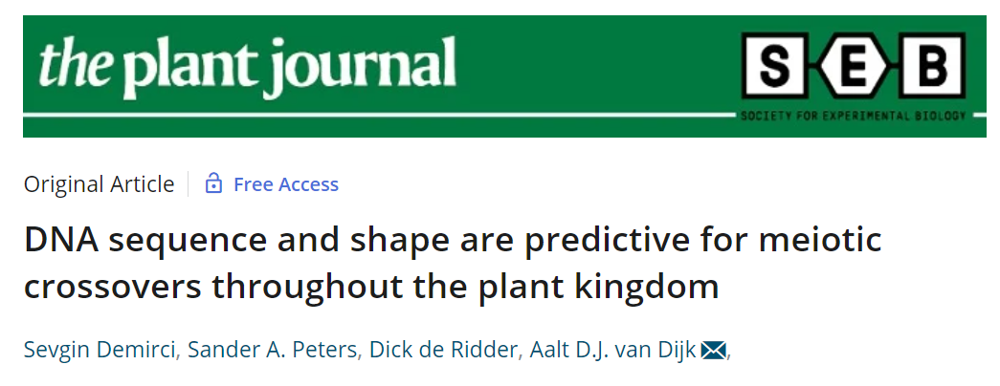 the plant journal
SEB
SOCIETY FOR EXPERIMENTAL BIOLOGY
Original Article
Free Access
DNA sequence and shape are predictive for meiotic
crossovers throughout the plant kingdom
Sevgin Demirci, Sander A. Peters, Dick de Ridder, Aalt D.J. van Dijk,